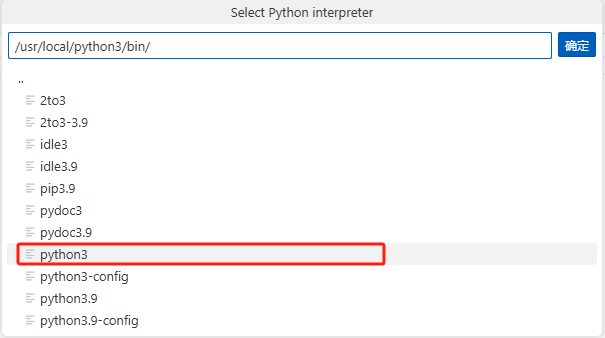 Select Python interpreter
/usr/local/python3/bin/
确定
..
2to3
2to3-3.9
idle3
idle3.9
pip3.9
pydoc3
pydoc3.9
python3
python3-config
python3.9
python3.9-config